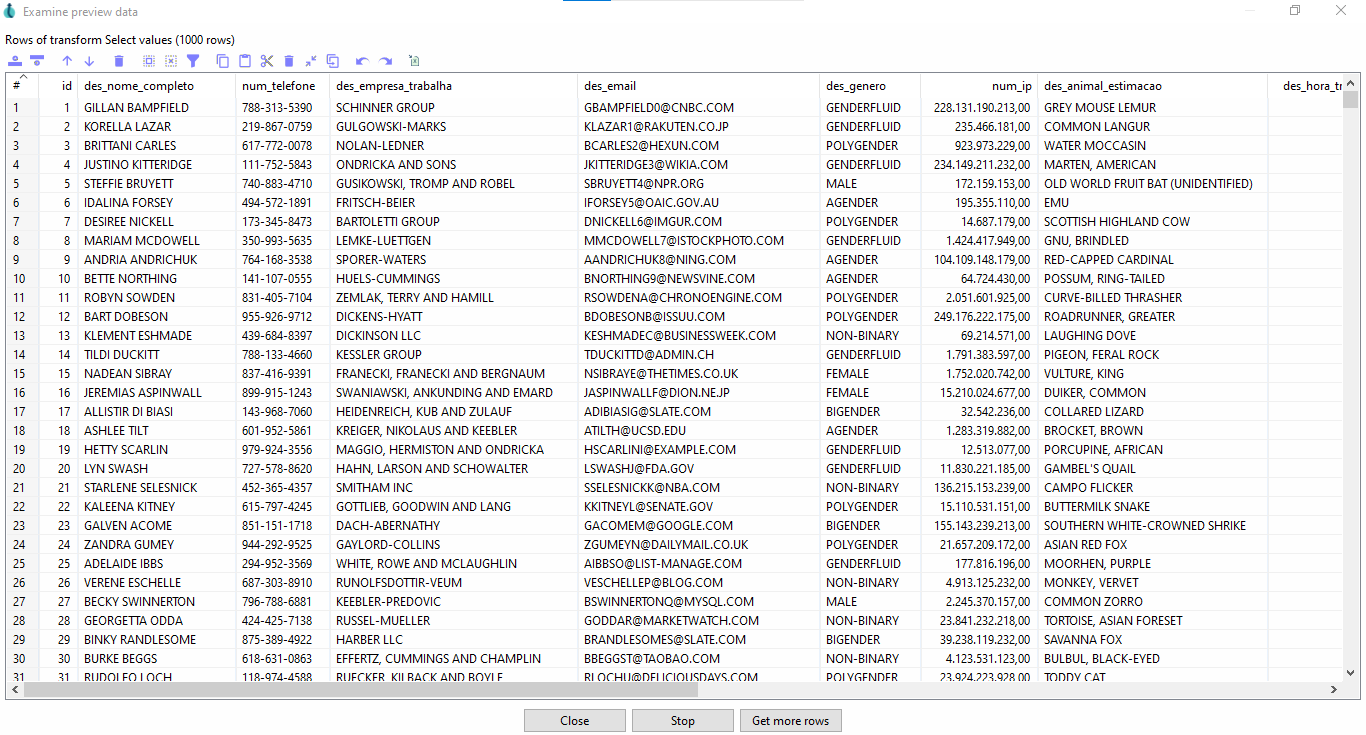 Examine preview data
Rows of transform Select values (1000 rows)
# id des_nome_completo num_telefone des_empresa_trabalha des_email des_genero num_ip des_animal_estimacao des_hora_tr
1 1 GILLAN BAMPFIELD 788-313-5390 SCHINNER GROUP GBAMPFIELD0@CNBC.COM GENDERFLUID 228.131.190.213,00 GREY MOUSE LEMUR
2 2 KORELLA LAZAR 219-867-0759 GULGOWSKI-MARKS KLAZAR1@RAKUTEN.CO.JP GENDERFLUID 235.466.181,00 COMMON LANGUR
3 3 BRITTANI CARLES 617-772-0078 NOLAN-LEDNER BCARLES2@HEXUN.COM POLYGENDER 923.973.229,00 WATER MOCCASIN
4 4 JUSTINO KITTERIDGE 111-752-5843 ONDRICKA AND SONS JKITTERIDGE3@WIKIA.COM GENDERFLUID 234.149.211.232,00 MARTEN, AMERICAN
5 5 STEFFIE BRUYETT 740-883-4710 GUSIKOWSKI, TROMP AND ROBEL SBRUYETT4@NPR.ORG MALE 172.159.153,00 OLD WORLD FRUIT BAT (UNIDENTIFIED)
6 6 IDALINA FORSEY 494-572-1891 FRITSCH-BEIER IFORSEY5@OAIC.GOV.AU AGENDER 195.355.110,00 EMU
7 7 DESIREE NICKELL 173-345-8473 BARTOLETTI GROUP DNICKELL6@IMGUR.COM POLYGENDER 14.687.179,00 SCOTTISH HIGHLAND COW
8 8 MARIAM MCDOWELL 350-993-5635 LEMKE-LUETTGEN MMCDOWELL7@ISTOCKPHOTO.COM GENDERFLUID 1.424.417.949,00 GNU, BRINDLED
9 9 ANDRIA ANDRICHUK 764-168-3538 SPORER-WATERS AANDRICHUK8@NING.COM AGENDER 104.109.148.179,00 RED-CAPPED CARDINAL
10 10 BETTE NORTHING 141-107-0555 HUELS-CUMMINGS BNORTHING9@NEWSVINE.COM AGENDER 64.724.430,00 POSSUM, RING-TAILED
11 11 ROBYN SOWDEN 831-405-7104 ZEMLAK, TERRY AND HAMILL RSOWDENA@CHRONOENGINE.COM POLYGENDER 2.051.601.925,00 CURVE-BILLED THRASHER
12 12 BART DOBESON 955-926-9712 DICKENS-HYATT BDOBESONB@ISSUU.COM POLYGENDER 249.176.222.175,00 ROADRUNNER, GREATER
13 13 KLEMENT ESHMADE 439-684-8397 DICKINSON LLC KESHMADEC@BUSINESSWEEK.COM NON-BINARY 69.214.571,00 LAUGHING DOVE
14 14 TILDI DUCKITT 788-133-4660 KESSLER GROUP TDUCKITTD@ADMIN.CH GENDERFLUID 1.791.383.597,00 PIGEON, FERAL ROCK
15 15 NADEAN SIBRAY 837-416-9391 FRANECKI, FRANECKI AND BERGNAUM NSIBRAYE@THETIMES.CO.UK FEMALE 1.752.020.742,00 VULTURE, KING
16 16 JEREMIAS ASPINWALL 899-915-1243 SWANIAWSKI, ANKUNDING AND EMARD JASPINWALLF@DION.NE.JP FEMALE 15.210.024.677,00 DUIKER, COMMON
17 17 ALLISTIR DI BIASI 143-968-7060 HEIDENREICH, KUB AND ZULAUF ADIBIASIG@SLATE.COM BIGENDER 32.542.236,00 COLLARED LIZARD
18 18 ASHLEE TILT 601-952-5861 KREIGER, NIKOLAUS AND KEEBLER ATILTH@UCSD.EDU AGENDER 1.283.319.882,00 BROCKET, BROWN
19 19 HETTY SCARLIN 979-924-3556 MAGGIO, HERMISTON AND ONDRICKA HSCARLINI@EXAMPLE.COM GENDERFLUID 12.513.077,00 PORCUPINE, AFRICAN
20 20 LYN SWASH 727-578-8620 HAHN, LARSON AND SCHOWALTER LSWASHJ@FDA.GOV GENDERFLUID 11.830.221.185,00 GAMBEL'S QUAIL
21 21 STARLENE SELESNICK 452-365-4357 SMITHAM INC SSELESNICKK@NBA.COM NON-BINARY 136.215.153.239,00 CAMPO FLICKER
22 22 KALEENA KITNEY 615-797-4245 GOTTLIEB, GOODWIN AND LANG KKITNEYL@SENATE.GOV POLYGENDER 15.110.531.151,00 BUTTERMILK SNAKE
23 23 GALVEN ACOME 851-151-1718 DACH-ABERNATHY GACOMEM@GOOGLE.COM BIGENDER 155.143.239.213,00 SOUTHERN WHITE-CROWNED SHRIKE
24 24 ZANDRA GUMEY 944-292-9525 GAYLORD-COLLINS ZGUMEYN@DAILYMAIL.CO.UK POLYGENDER 21.657.209.172,00 ASIAN RED FOX
25 25 ADELAIDE IBBS 294-952-3569 WHITE, ROWE AND MCLAUGHLIN AIBBSO@LIST-MANAGE.COM GENDERFLUID 177.816.196,00 MOORHEN, PURPLE
26 26 VERENE ESCHELLE 687-303-8910 RUNOLFSDOTTIR-VEUM VESCHELLEP@BLOG.COM NON-BINARY 4.913.125.232,00 MONKEY, VERVET
27 27 BECKY SWINNERTON 796-788-6881 KEEBLER-PREDOVIC BSWINNERTONQ@MYSQL.COM MALE 2.245.370.157,00 COMMON ZORRO
28 28 GEORGETTA ODDA 424-425-7138 RUSSEL-MUELLER GODDAR@MARKETWATCH.COM NON-BINARY 23.841.232.218,00 TORTOISE, ASIAN FORESET
29 29 BINKY RANDLESOME 875-389-4922 HARBER LLC BRANDLESOMES@SLATE.COM BIGENDER 39.238.119.232,00 SAVANNA FOX
30 30 BURKE BEGGS 618-631-0863 EFFERTZ, CUMMINGS AND CHAMPLIN BBEGGST@TAOBAO.COM NON-BINARY 4.123.531.123,00 BULBUL, BLACK-EYED
31 31 RUDOLFO LOCH 118-974-4588 RUECKER, KILBACK AND BOYLE RLOCHU@DELICIOUSDAYS.COM POLYGENDER 23.924.223.928,00 TODDY CAT
Close Stop Get more rows